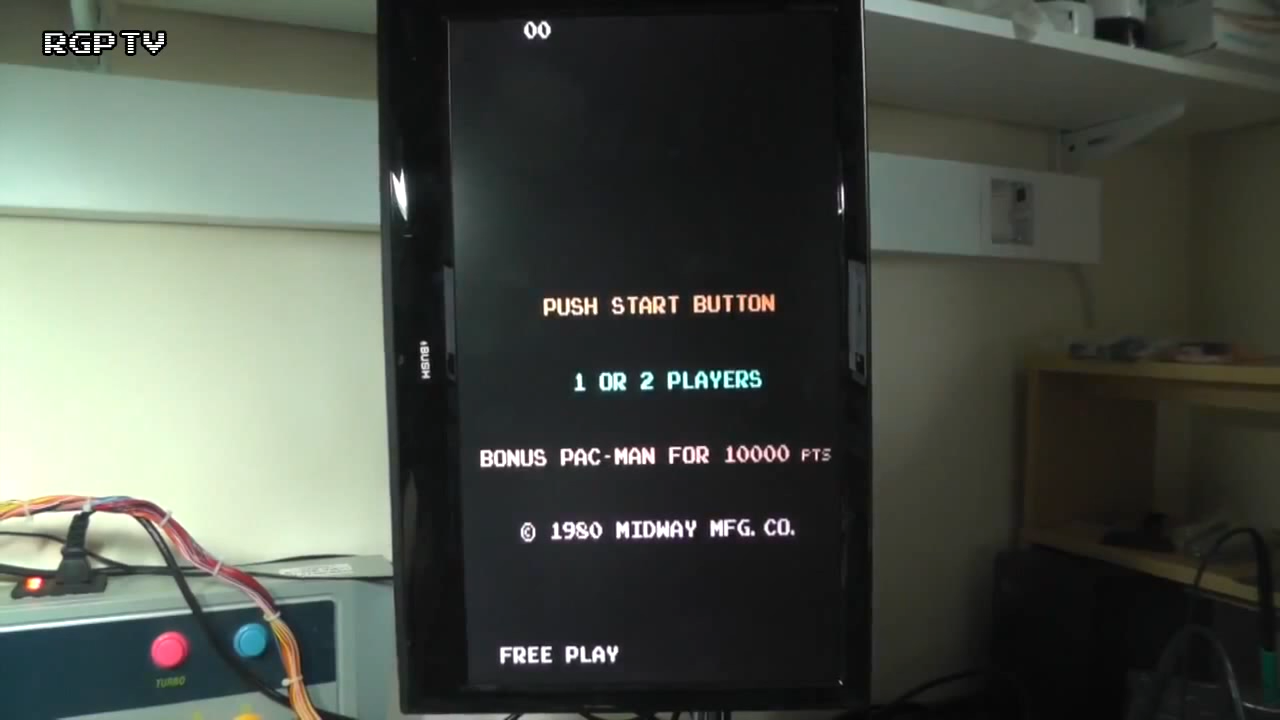 RGPTV
00
PUSH START BUTTON
1 OR 2 PLAYERS
BONUS PAC-MAN FOR 10000 PTS
© 1980 MIDWAY MFG. CO.
FREE PLAY
BUSH
TURBO